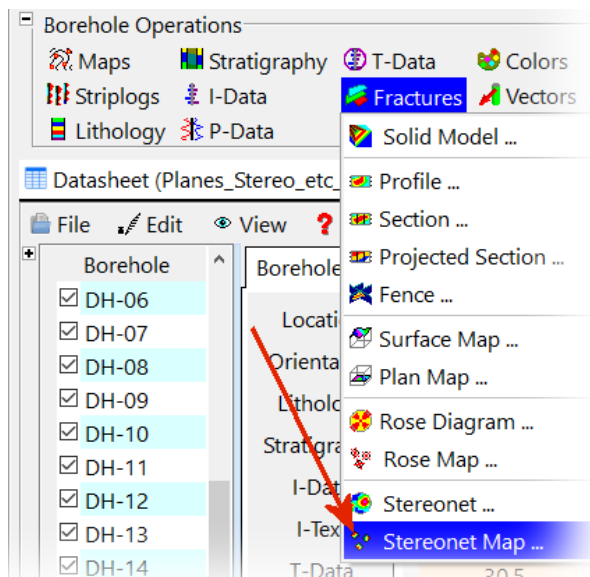 Borehole Operations
Maps Stratigraphy T-Data Colors
Striplogs I-Data Fractures Vectors
Lithology P-Data
Solid Model ...
Datasheet (Planes_Stereo_etc_
Profile ...
File Edit View ?
Section ...
Borehole
Borehole
Projected Section ...
DH-06
Fence ...
DH-07
Locati
Surface Map ...
DH-08
Orienta
Plan Map ...
DH-09
Litholo
Rose Diagram ...
DH-10
Stratigra
Rose Map ...
DH-11
I-Dat
Stereonet ...
DH-12
DH-13
I-Tex
Stereonet Map ...
DH-14
T-Data
30.5